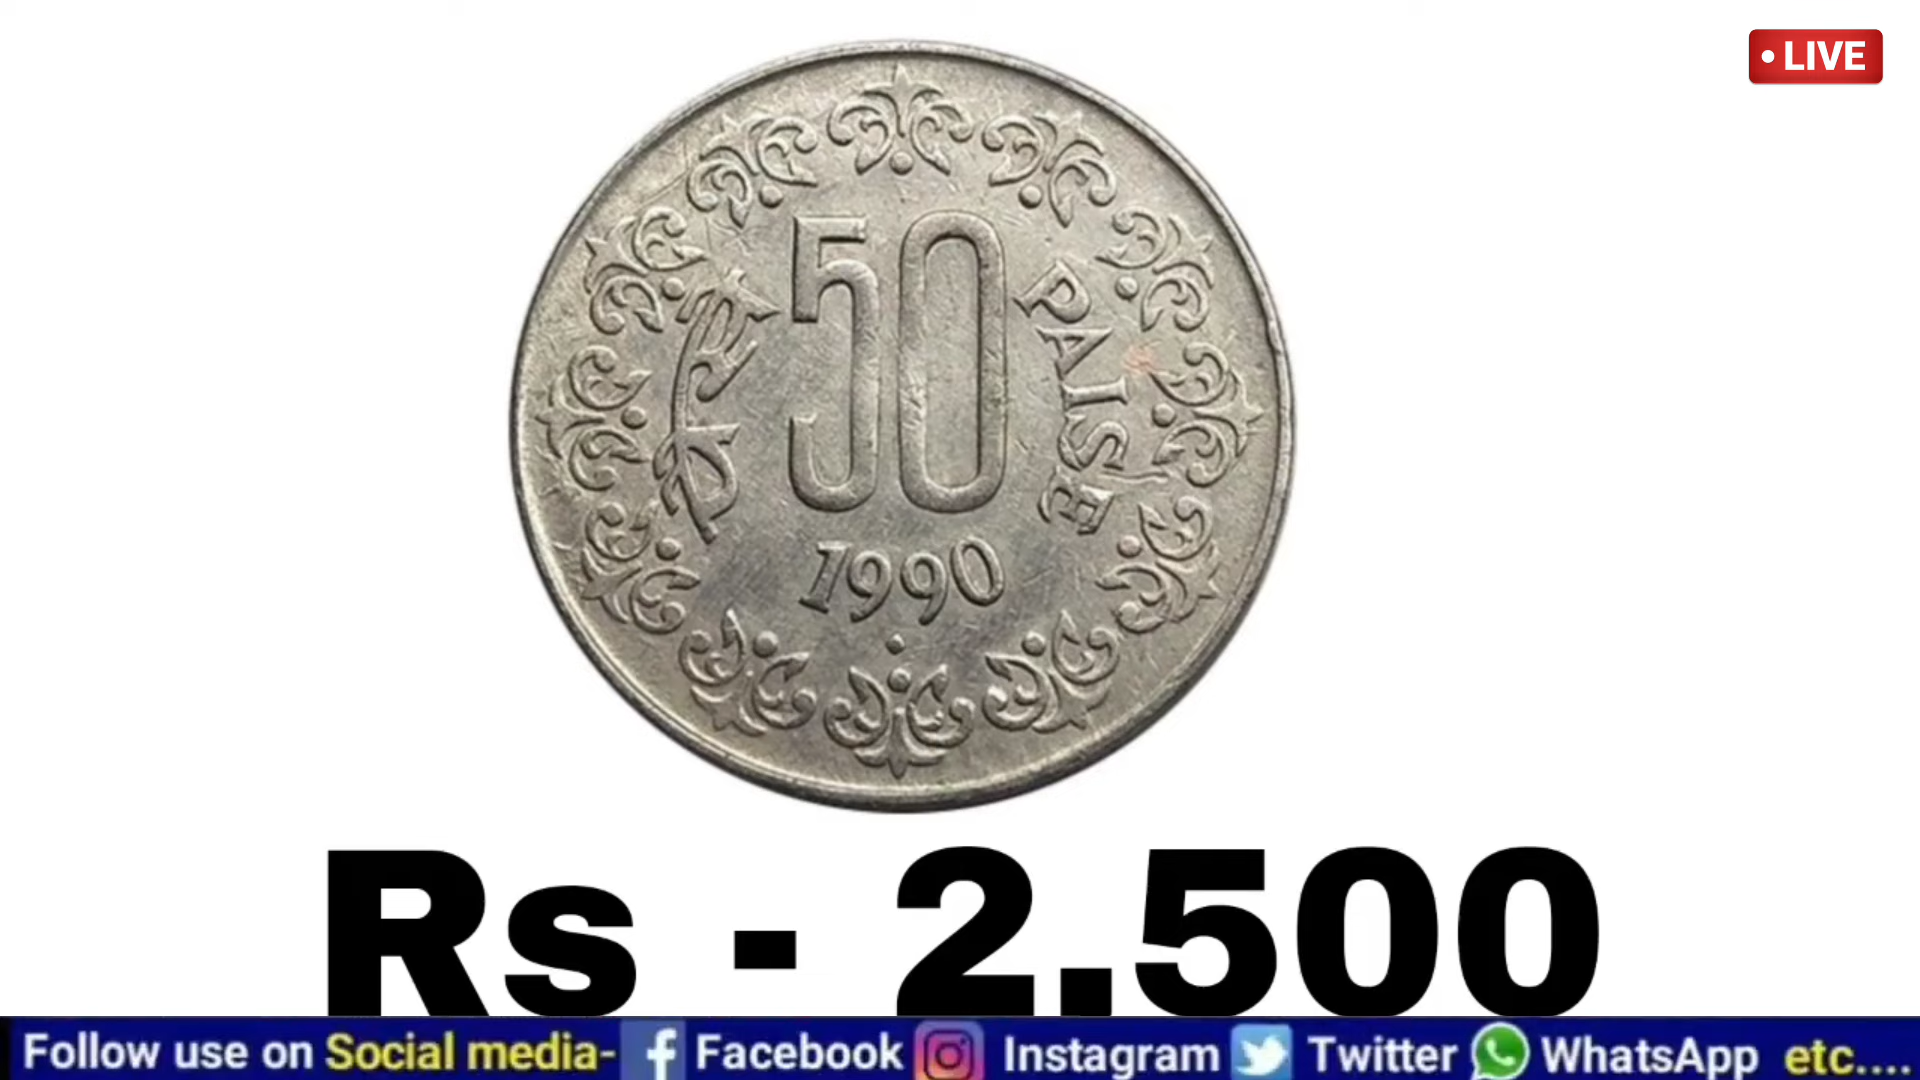 LIVE
पैसे 50 PAISE
1990
Rs - 2.500
Follow use on Social media- Facebook Instagram Twitter WhatsApp etc....